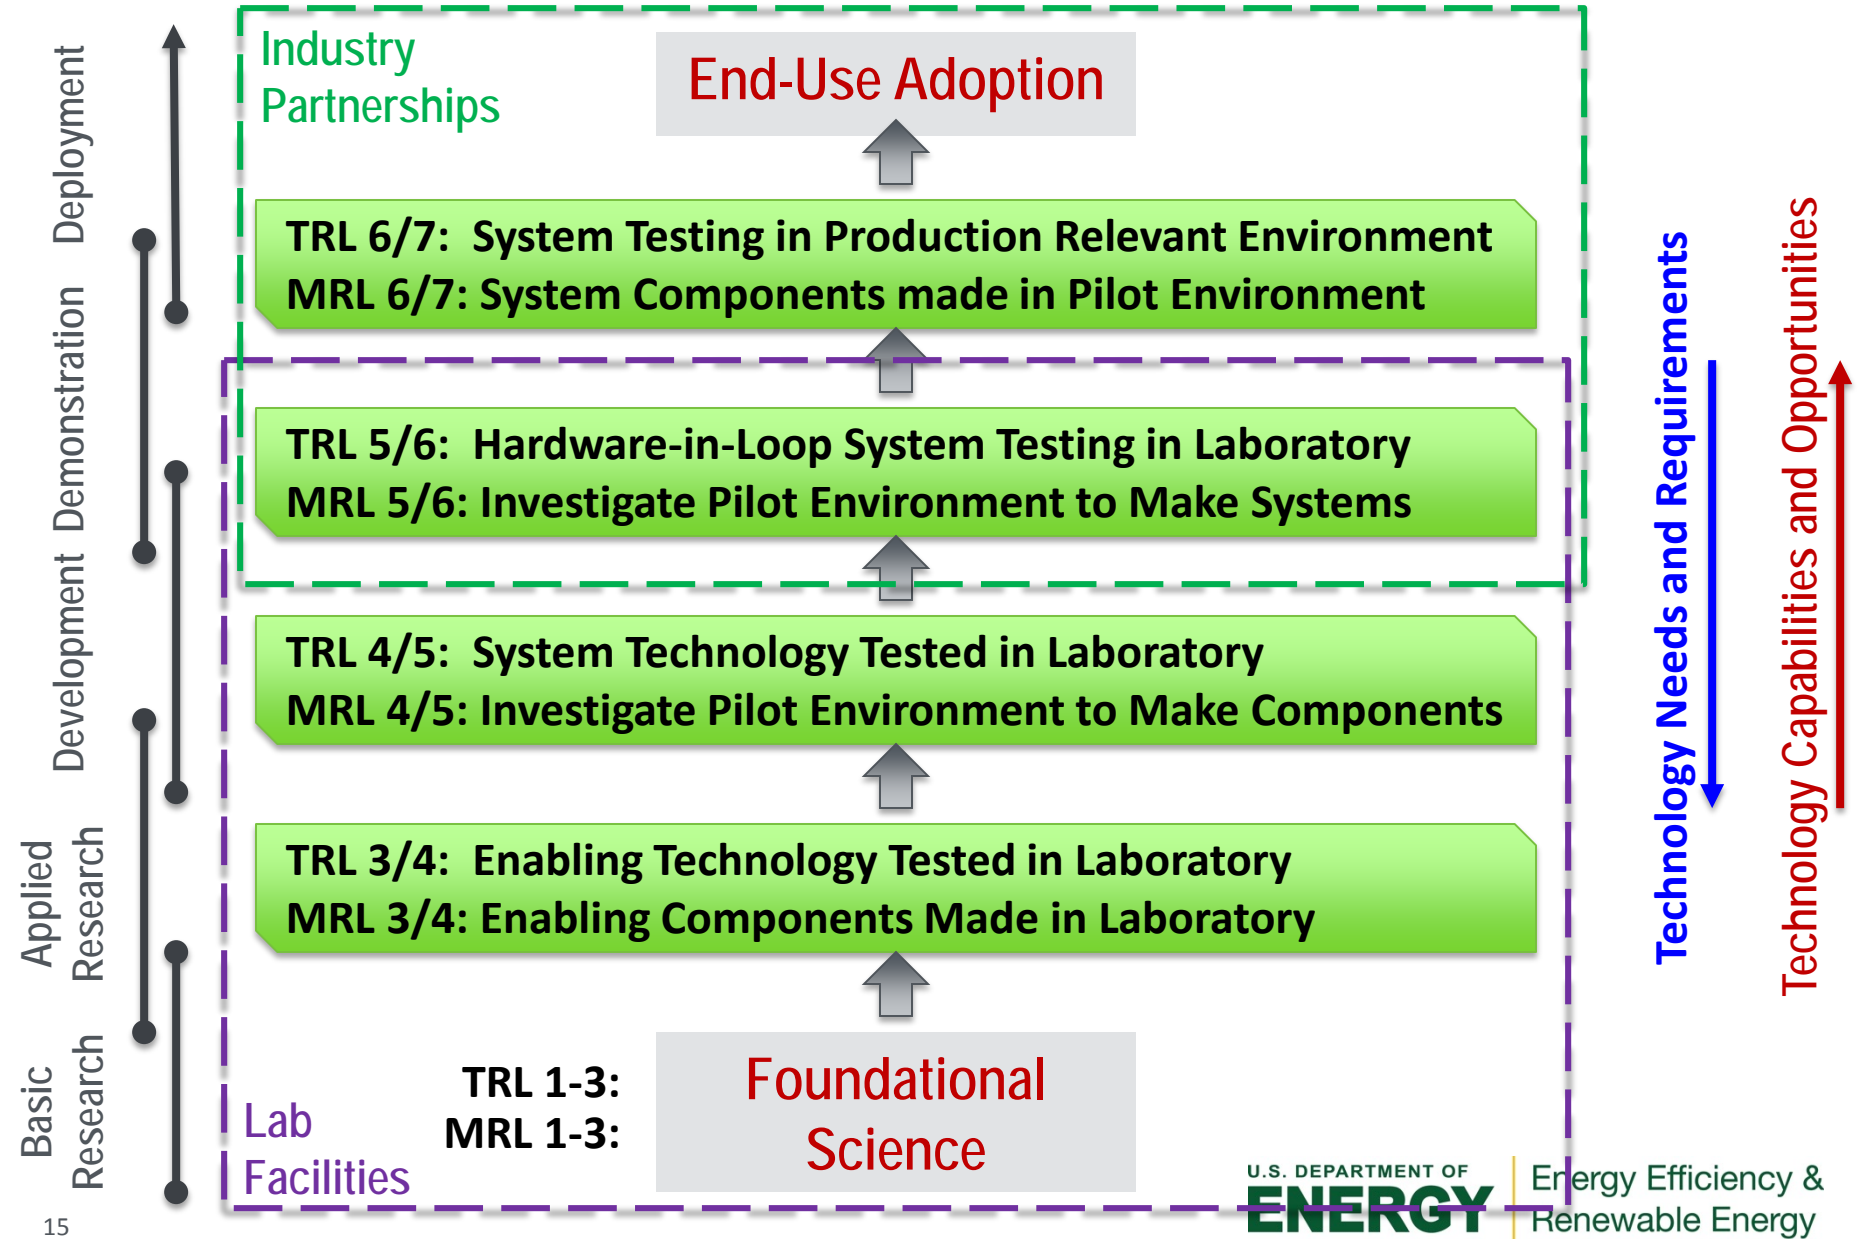 Industry
Partnerships
End-Use Adoption
TRL 6/7:  System Testing in Production Relevant Environment
MRL 6/7: System Components made in Pilot Environment
TRL 5/6:  Hardware-in-Loop System Testing in Laboratory
MRL 5/6: Investigate Pilot Environment to Make Systems
TRL 4/5:  System Technology Tested in Laboratory
MRL 4/5: Investigate Pilot Environment to Make Components
TRL 3/4:  Enabling Technology Tested in Laboratory
MRL 3/4: Enabling Components Made in Laboratory
TRL 1-3:
MRL 1-3:
Foundational
Science
Lab
Facilities
Deployment
Demonstration
Development
Applied
Research
Basic
Research
Technology Needs and Requirements
Technology Capabilities and Opportunities
U.S. DEPARTMENT OF
ENERGY
Energy Efficiency &
Renewable Energy
15